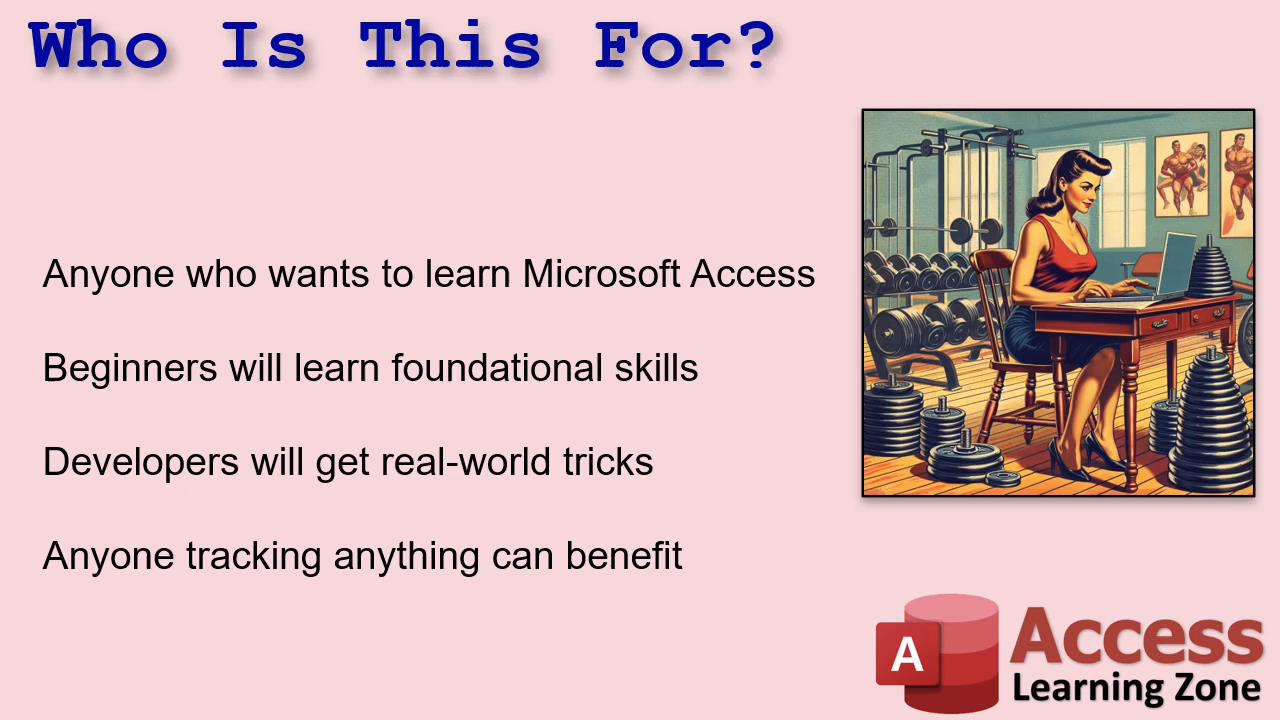 Who Is This For?
Anyone who wants to learn Microsoft Access
Beginners will learn foundational skills
Developers will get real-world tricks
Anyone tracking anything can benefit
A
Access
Learning Zone